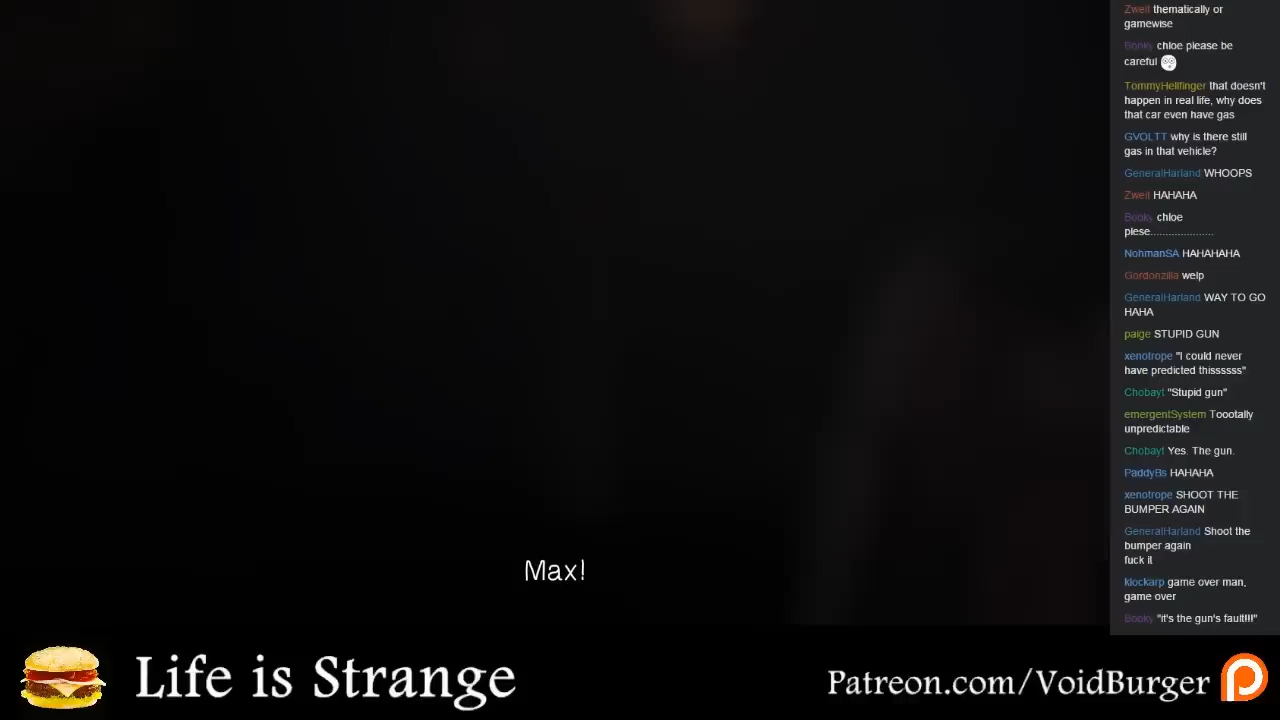 Zweit thematically or
gamewise
Booky chloe please be
careful
TommyHellfinger that doesn't
happen in real life, why does
that car even have gas
GVOLTT why is there still
gas in that vehicle?
GeneralHarland WHOOPS
Zweit HAHAHA
Booky chloe
plese.....................
NohmanSA HAHAHAHA
Gordonzilla welp
GeneralHarland WAY TO GO
HAHA
paige STUPID GUN
xenotrope "I could never
have predicted thissssss"
Chobayt "Stupid gun"
emergentSystem Toootally
unpredictable
Chobayt Yes. The gun.
PaddyBs HAHAHA
xenotrope SHOOT THE
BUMPER AGAIN
GeneralHarland Shoot the
bumper again
fuck it
klockarp game over man,
game over
Booky "it's the gun's fault!!!"
Max!
Life is Strange
Patreon.com/VoidBurger